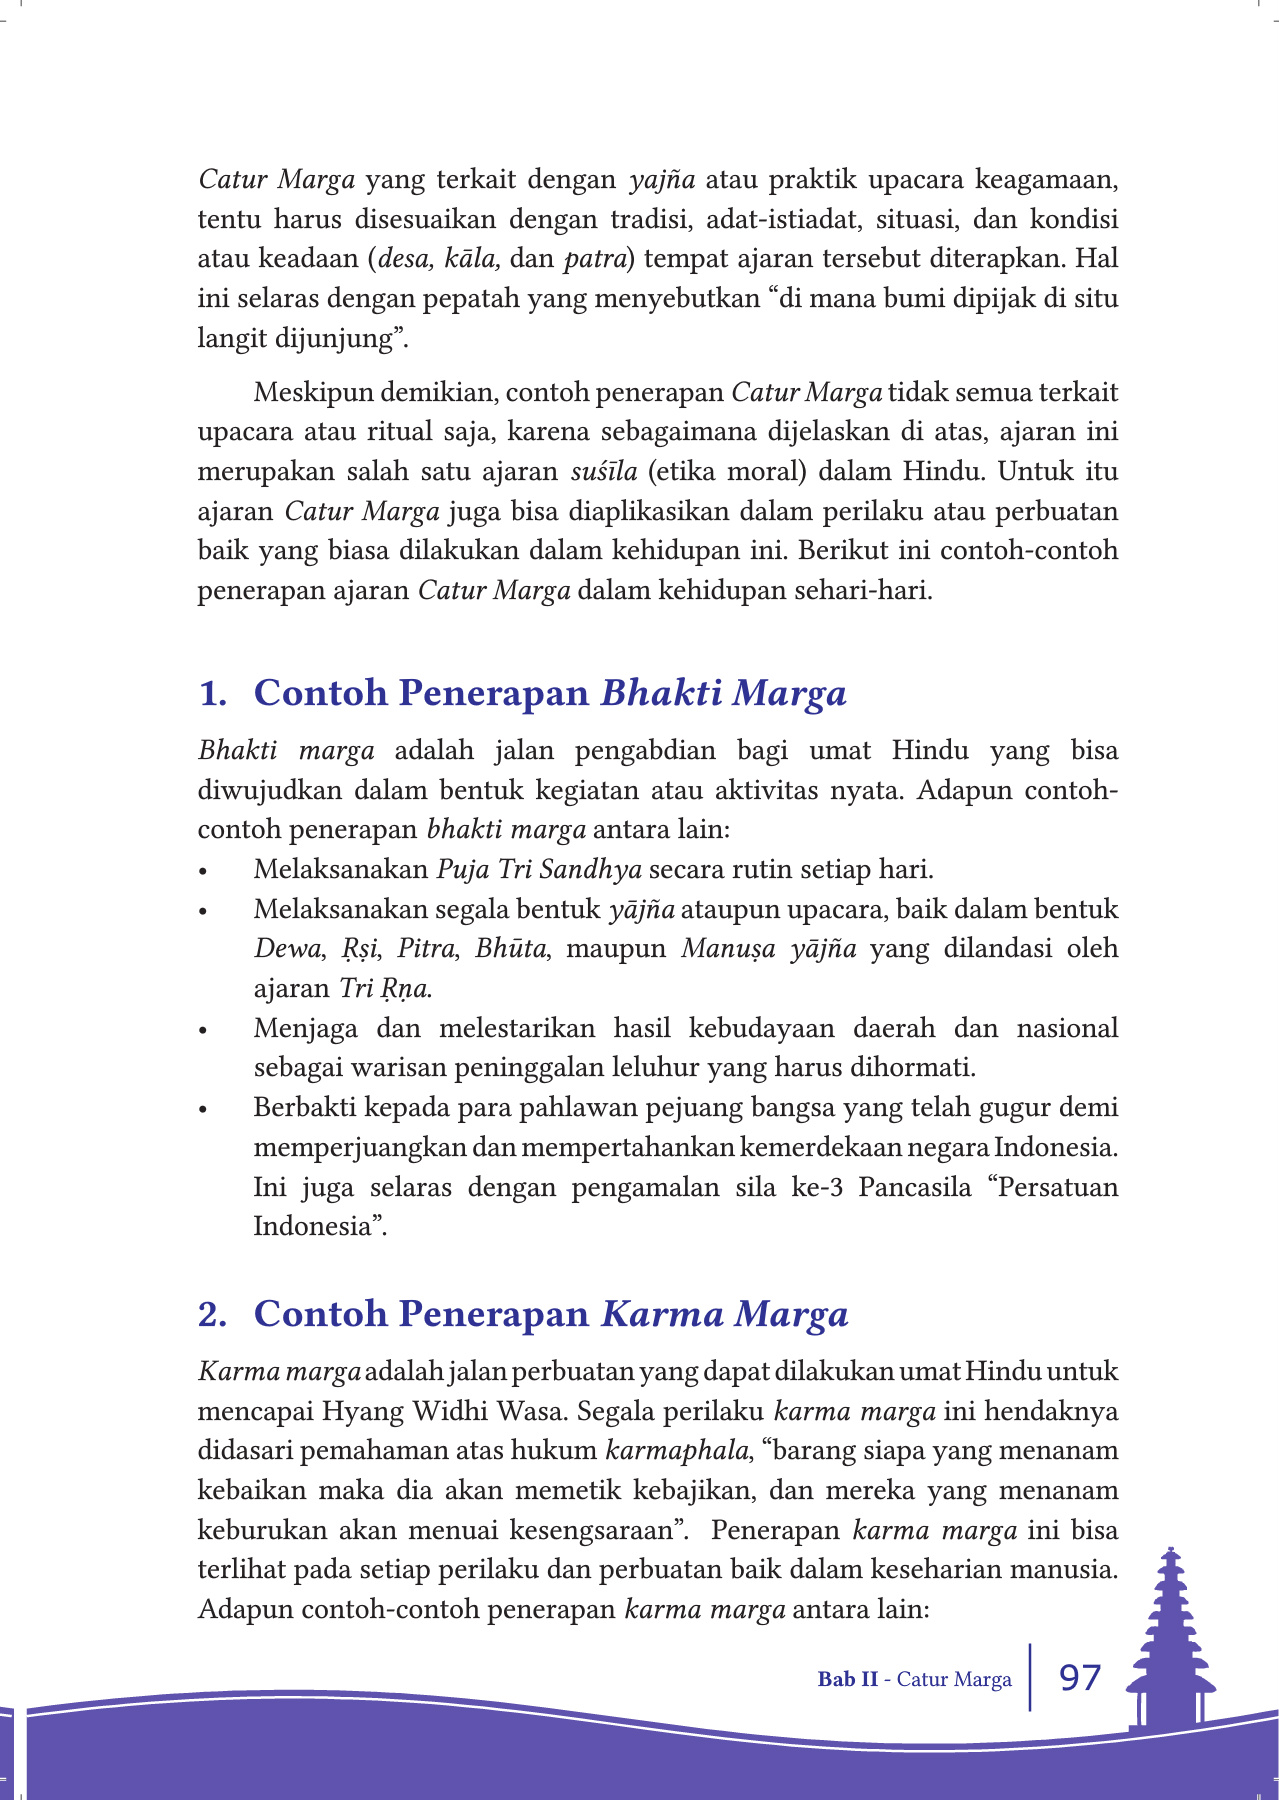 Catur Marga yang terkait dengan yajña atau praktik upacara keagamaan,
tentu harus disesuaikan dengan tradisi, adat-istiadat, situasi, dan kondisi
atau keadaan (desa, kāla, dan patra) tempat ajaran tersebut diterapkan. Hal
ini selaras dengan pepatah yang menyebutkan “di mana bumi dipijak di situ
langit dijunjung”.
Meskipun demikian, contoh penerapan Catur Marga tidak semua terkait
upacara atau ritual saja, karena sebagaimana dijelaskan di atas, ajaran ini
merupakan salah satu ajaran suśīla (etika moral) dalam Hindu. Untuk itu
ajaran Catur Marga juga bisa diaplikasikan dalam perilaku atau perbuatan
baik yang biasa dilakukan dalam kehidupan ini. Berikut ini contoh-contoh
penerapan ajaran Catur Marga dalam kehidupan sehari-hari.
1. Contoh Penerapan Bhakti Marga
Bhakti marga adalah jalan pengabdian bagi umat Hindu yang bisa
diwujudkan dalam bentuk kegiatan atau aktivitas nyata. Adapun contoh-
contoh penerapan bhakti marga antara lain:
• Melaksanakan Puja Tri Sandhya secara rutin setiap hari.
• Melaksanakan segala bentuk yājña ataupun upacara, baik dalam bentuk
Dewa, Ṛṣi, Pitra, Bhūta, maupun Manuṣa yājña yang dilandasi oleh
ajaran Tri Ṛṇa.
• Menjaga dan melestarikan hasil kebudayaan daerah dan nasional
sebagai warisan peninggalan leluhur yang harus dihormati.
• Berbakti kepada para pahlawan pejuang bangsa yang telah gugur demi
memperjuangkan dan mempertahankan kemerdekaan negara Indonesia.
Ini juga selaras dengan pengamalan sila ke-3 Pancasila “Persatuan
Indonesia”.
2. Contoh Penerapan Karma Marga
Karma marga adalah jalan perbuatan yang dapat dilakukan umat Hindu untuk
mencapai Hyang Widhi Wasa. Segala perilaku karma marga ini hendaknya
didasari pemahaman atas hukum karmaphala, “barang siapa yang menanam
kebaikan maka dia akan memetik kebajikan, dan mereka yang menanam
keburukan akan menuai kesengsaraan”. Penerapan karma marga ini bisa
terlihat pada setiap perilaku dan perbuatan baik dalam keseharian manusia.
Adapun contoh-contoh penerapan karma marga antara lain:
Bab II - Catur Marga 97